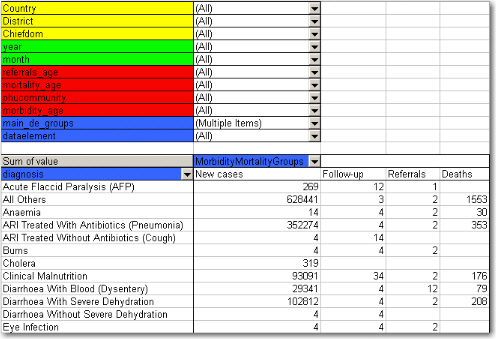 Country (All)
District (All)
Chiefdom (All)
year (All)
month (All)
referrals_age (All)
mortality_age (All)
phucommunity (All)
morbidity_age (All)
main_de_groups (Multiple Items)
dataelement (All)
Sum of value MorbidityMortalityGroups
diagnosis New cases Follow-up Referrals Deaths
Acute Flaccid Paralysis (AFP) 269 12 1
All Others 628441 3 2 1553
Anaemia 14 4 2 30
ARI Treated With Antibiotics (Pneumonia) 352274 4 2 353
ARI Treated Without Antibiotics (Cough) 4 14
Burns 4 4 2
Cholera 319
Clinical Malnutrition 93091 34 2 176
Diarrhoea With Blood (Dysentery) 29341 4 12 79
Diarrhoea With Severe Dehydration 102812 4 2 208
Diarrhoea Without Severe Dehydration 4 4
Eye Infection 4 4 2